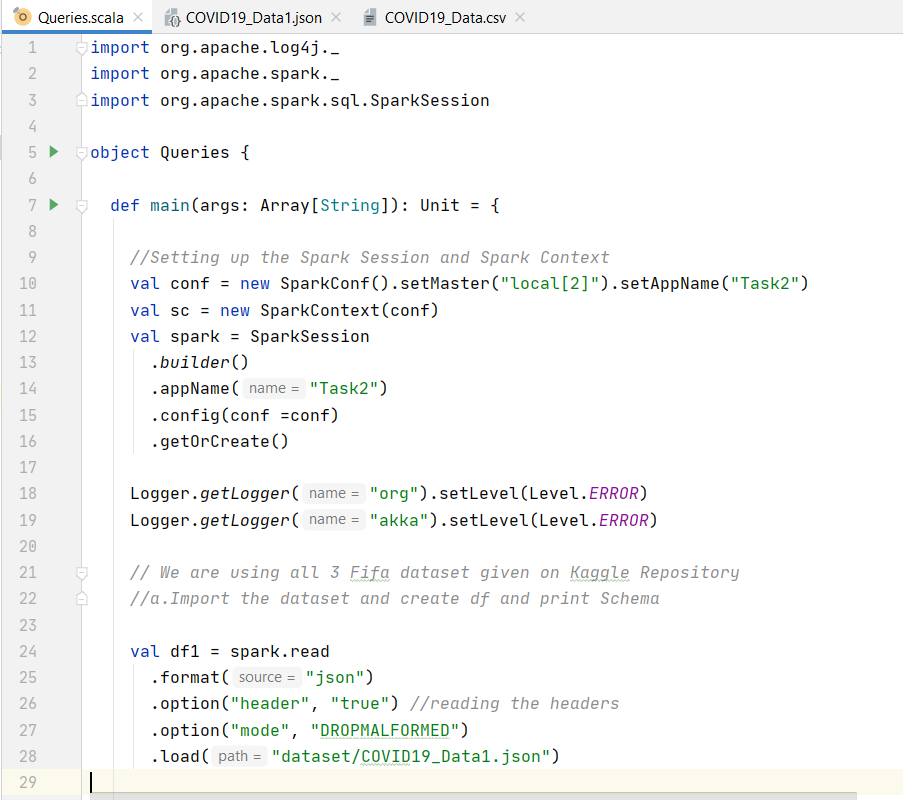 Queries.scala COVID19_Data1.json COVID19_Data.csv
1 import org.apache.log4j._
2 import org.apache.spark._
3 import org.apache.spark.sql.SparkSession
4
5 object Queries {
6
7 def main(args: Array[String]): Unit = {
8
9 //Setting up the Spark Session and Spark Context
10 val conf = new SparkConf().setMaster("local[2]").setAppName("Task2")
11 val sc = new SparkContext(conf)
12 val spark = SparkSession
13 .builder()
14 .appName( name = "Task2")
15 .config(conf =conf)
16 .getOrCreate()
17
18 Logger.getLogger( name = "org").setLevel(Level.ERROR)
19 Logger.getLogger( name = "akka").setLevel(Level.ERROR)
20
21 // We are using all 3 Fifa dataset given on Kaggle Repository
22 //a.Import the dataset and create df and print Schema
23
24 val df1 = spark.read
25 .format( source = "json")
26 .option("header", "true") //reading the headers
27 .option("mode", "DROPMALFORMED")
28 .load( path = "dataset/COVID19_Data1.json")
29